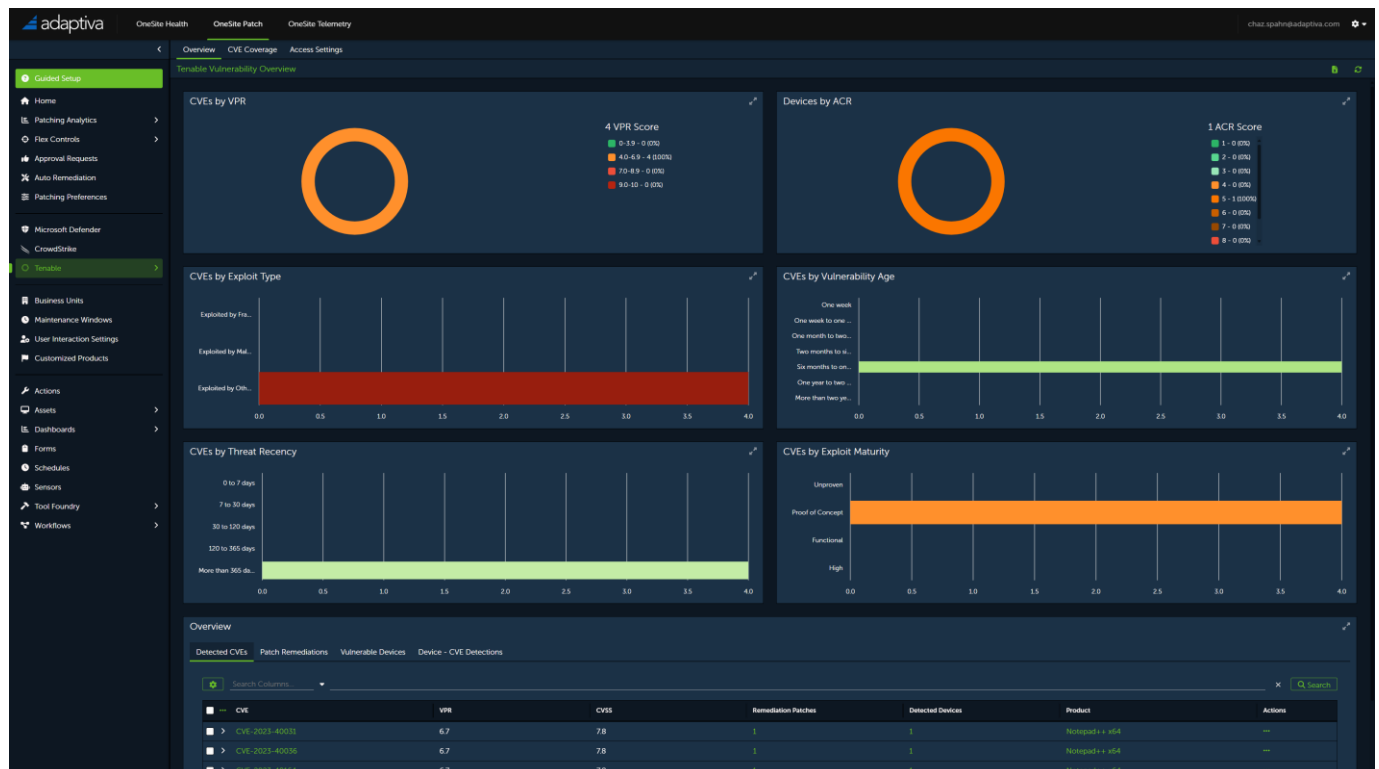 adaptiva OneSite Health OneSite Patch OneSite Telemetry chaz.spahn@adaptiva.com
Overview CVE Coverage Access Settings
Tenable Vulnerability Overview
Guided Setup
Home
Patching Analytics
Flex Controls
Approval Requests
Auto Remediation
Patching Preferences
Microsoft Defender
CrowdStrike
Tenable
Business Units
Maintenance Windows
User Interaction Settings
Customized Products
Actions
Assets
Dashboards
Forms
Schedules
Sensors
Tool Foundry
Workflows
CVEs by VPR
4 VPR Score
0-3.9 - 0 (0%)
4.0-6.9 - 4 (100%)
7.0-8.9 - 0 (0%)
9.0-10 - 0 (0%)
Devices by ACR
1 ACR Score
1 - 0 (0%)
2 - 0 (0%)
3 - 0 (0%)
4 - 0 (0%)
5 - 1 (100%)
6 - 0 (0%)
7 - 0 (0%)
8 - 0 (0%)
CVEs by Exploit Type
Exploited by Fra...
Exploited by Mal...
Exploited by Oth...
0.0 0.5 1.0 1.5 2.0 2.5 3.0 3.5 4.0
CVEs by Vulnerability Age
One week
One week to one ...
One month to two...
Two months to si...
Six months to on...
One year to two ...
More than two ye...
0.0 0.5 1.0 1.5 2.0 2.5 3.0 3.5 4.0
CVEs by Threat Recency
0 to 7 days
7 to 30 days
30 to 120 days
120 to 365 days
More than 365 da...
0.0 0.5 1.0 1.5 2.0 2.5 3.0 3.5 4.0
CVEs by Exploit Maturity
Unproven
Proof of Concept
Functional
High
0.0 0.5 1.0 1.5 2.0 2.5 3.0 3.5 4.0
Overview
Detected CVEs Patch Remediations Vulnerable Devices Device - CVE Detections
Search Columns... Search
CVE VPR CVSS Remediation Patches Detected Devices Product Actions
CVE-2023-40031 6.7 7.8 1 1 Notepad++ x64
CVE-2023-40036 6.7 7.8 1 1 Notepad++ x64